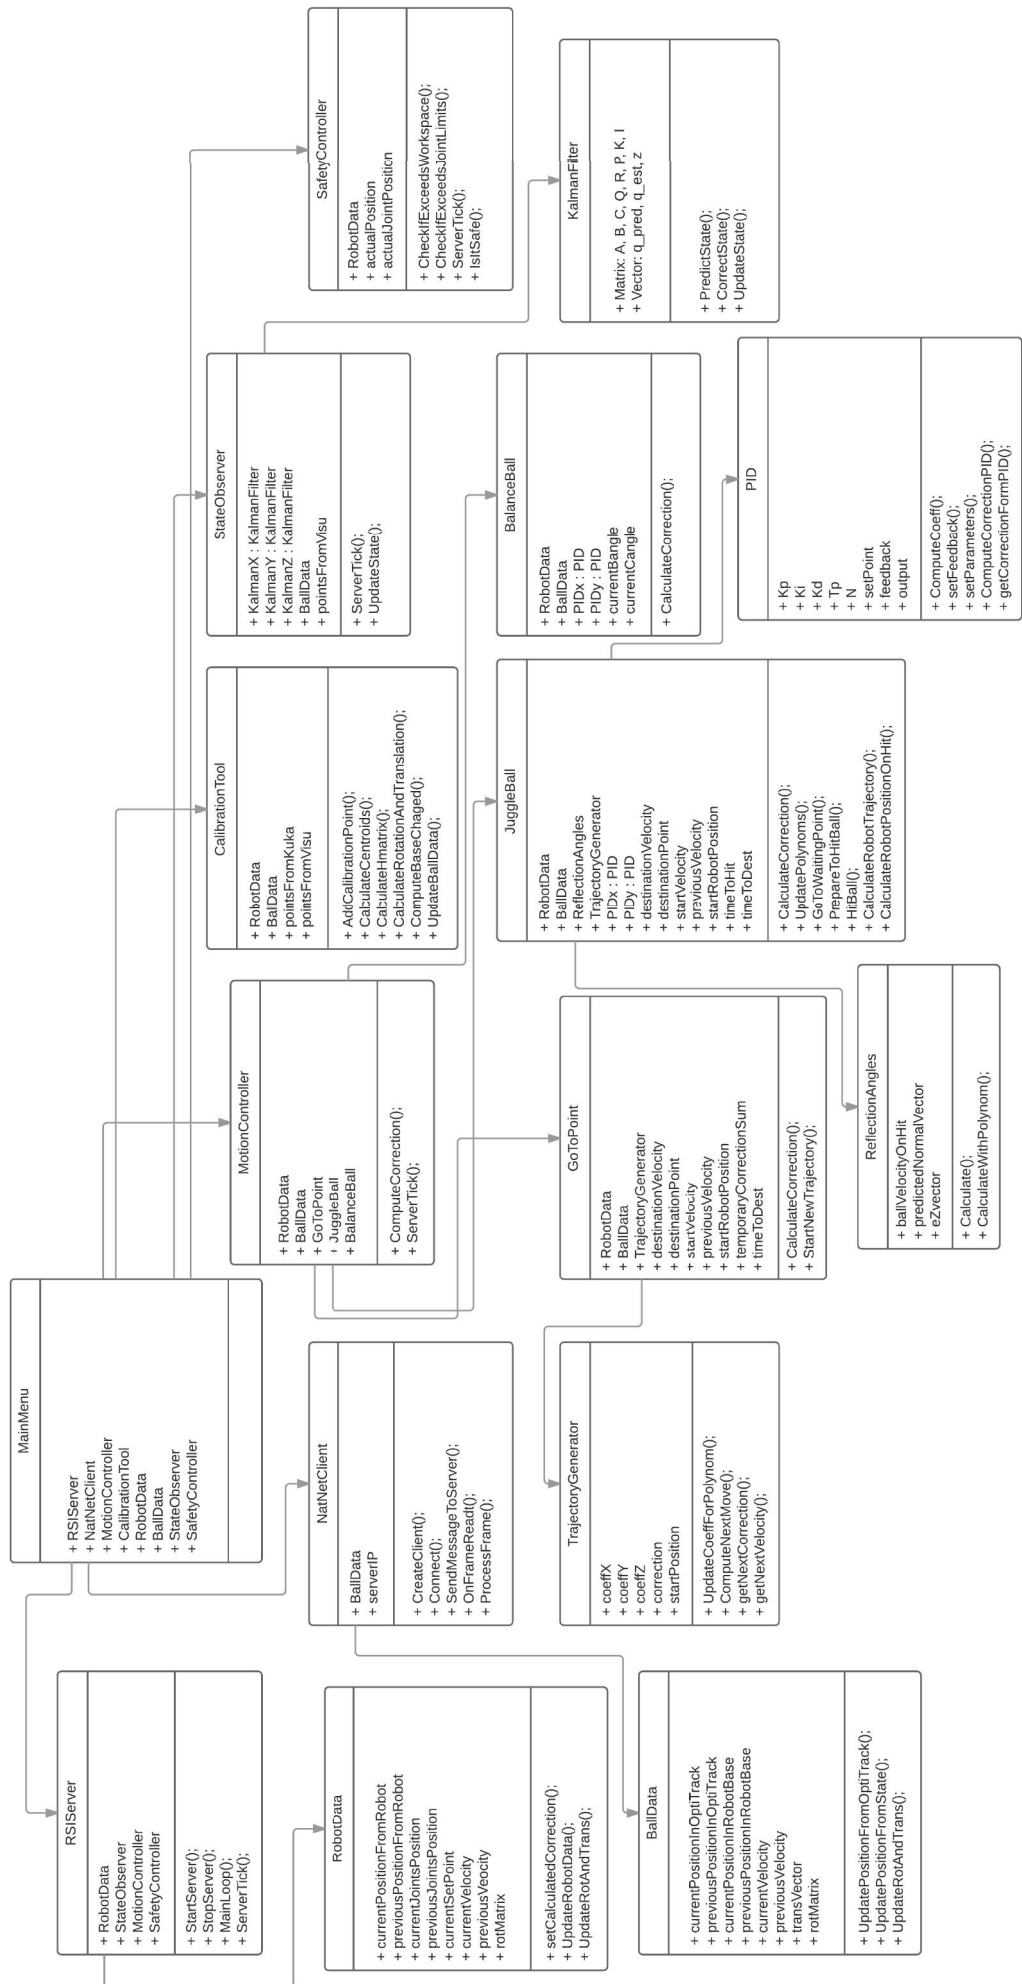 MainMenu
+ RSIServer
+ NatNetClient
+ MotionController
+ CalibrationTool
+ RobotData
+ BallData
+ StateObserver
+ SafetyController
RSIServer
+ RobotData
+ StateObserver
+ MotionController
+ SafetyController
+ StartServer();
+ StopServer();
+ MainLoop();
+ ServerTick();
NatNetClient
+ BallData
+ serverIP
+ CreateClient();
+ Connect();
+ SendMessageToServer();
+ OnFrameReadt();
+ ProcessFrame();
MotionController
+ RobotData
+ BallData
+ GoToPoint
+ JuggleBall
+ BalanceBall
+ ComputeCorrection();
+ ServerTick();
CalibrationTool
+ RobotData
+ BalData
+ pointsFromKuka
+ pointsFromVisu
+ AddCalibrationPoint();
+ CalculateCentroids();
+ CalculateHmatrix();
+ CalculateRotationAndTranslation();
+ ComputeBaseChaged();
+ UpdateBallData();
StateObserver
+ KalmanX : KalmanFilter
+ KalmanY : KalmanFilter
+ KalmanZ : KalmanFilter
+ BallData
+ pointsFromVisu
+ ServerTick();
+ UpdateState();
SafetyController
+ RobotData
+ actualPosition
+ actualJointPosition
+ CheckIfExceedsWorkspace();
+ CheckIfExceedsJointLimits();
+ ServerTick();
+ IsItSafe();
RobotData
+ currentPositionFromRobot
+ previousPositionFromRobot
+ currentJointsPosition
+ previousJointsPosition
+ currentSetPoint
+ currentVelocity
+ previousVeocity
+ rotMatrix
+ setCalculatedCorrection();
+ UpdateRobotData();
+ UpdateRotAndTrans();
TrajectoryGenerator
+ coeffX
+ coeffY
+ coeffZ
+ correction
+ startPosition
+ UpdateCoeffForPolynom();
+ ComputeNextMove();
+ getNextCorrection();
+ getNextVelocity();
GoToPoint
+ RobotData
+ BallData
+ TrajectoryGenerator
+ destinationVelocity
+ destinationPoint
+ startVelocity
+ previousVelocity
+ startRobotPosition
+ temporaryCorrectionSum
+ timeToDest
+ CalculateCorrection();
+ StartNewTrajectory();
JuggleBall
+ RobotData
+ BallData
+ ReflectionAngles
+ TrajectoryGenerator
+ PIDx : PID
+ PIDy : PID
+ destinationVelocity
+ destinationPoint
+ startVelocity
+ previousVelocity
+ startRobotPosition
+ timeToHit
+ timeToDest
+ CalculateCorrection();
+ UpdatePolynoms();
+ GoToWaitingPoint();
+ PrepareToHitBall();
+ HitBall();
+ CalculateRobotTrajectory();
+ CalculateRobotPositionOnHit();
BalanceBall
+ RobotData
+ BallData
+ PIDx : PID
+ PIDy : PID
+ currentBangle
+ currentCangle
+ CalculateCorrection();
KalmanFilter
+ Matrix: A, B, C, Q, R, P, K, I
+ Vector: q_pred, q_est, z
+ PredictState();
+ CorrectState();
+ UpdateState();
BallData
+ currentPositionInOptiTrack
+ previousPositionInOptiTrack
+ currentPositionInRobotBase
+ previousPositionInRobotBase
+ currentVelocity
+ previousVelocity
+ transVector
+ rotMatrix
+ UpdatePositionFromOptiTrack();
+ UpdatePositionFromState();
+ UpdateRotAndTrans();
ReflectionAngles
+ ballVelocityOnHit
+ predictedNormalVector
+ eZvector
+ Calculate();
+ CalculateWithPolynom();
PID
+ Kp
+ Ki
+ Kd
+ Tp
+ N
+ setPoint
+ feedback
+ output
+ ComputeCoeff();
+ setFeedback();
+ setParameters();
+ ComputeCorrectionPID();
+ getCorrectionFormPID();